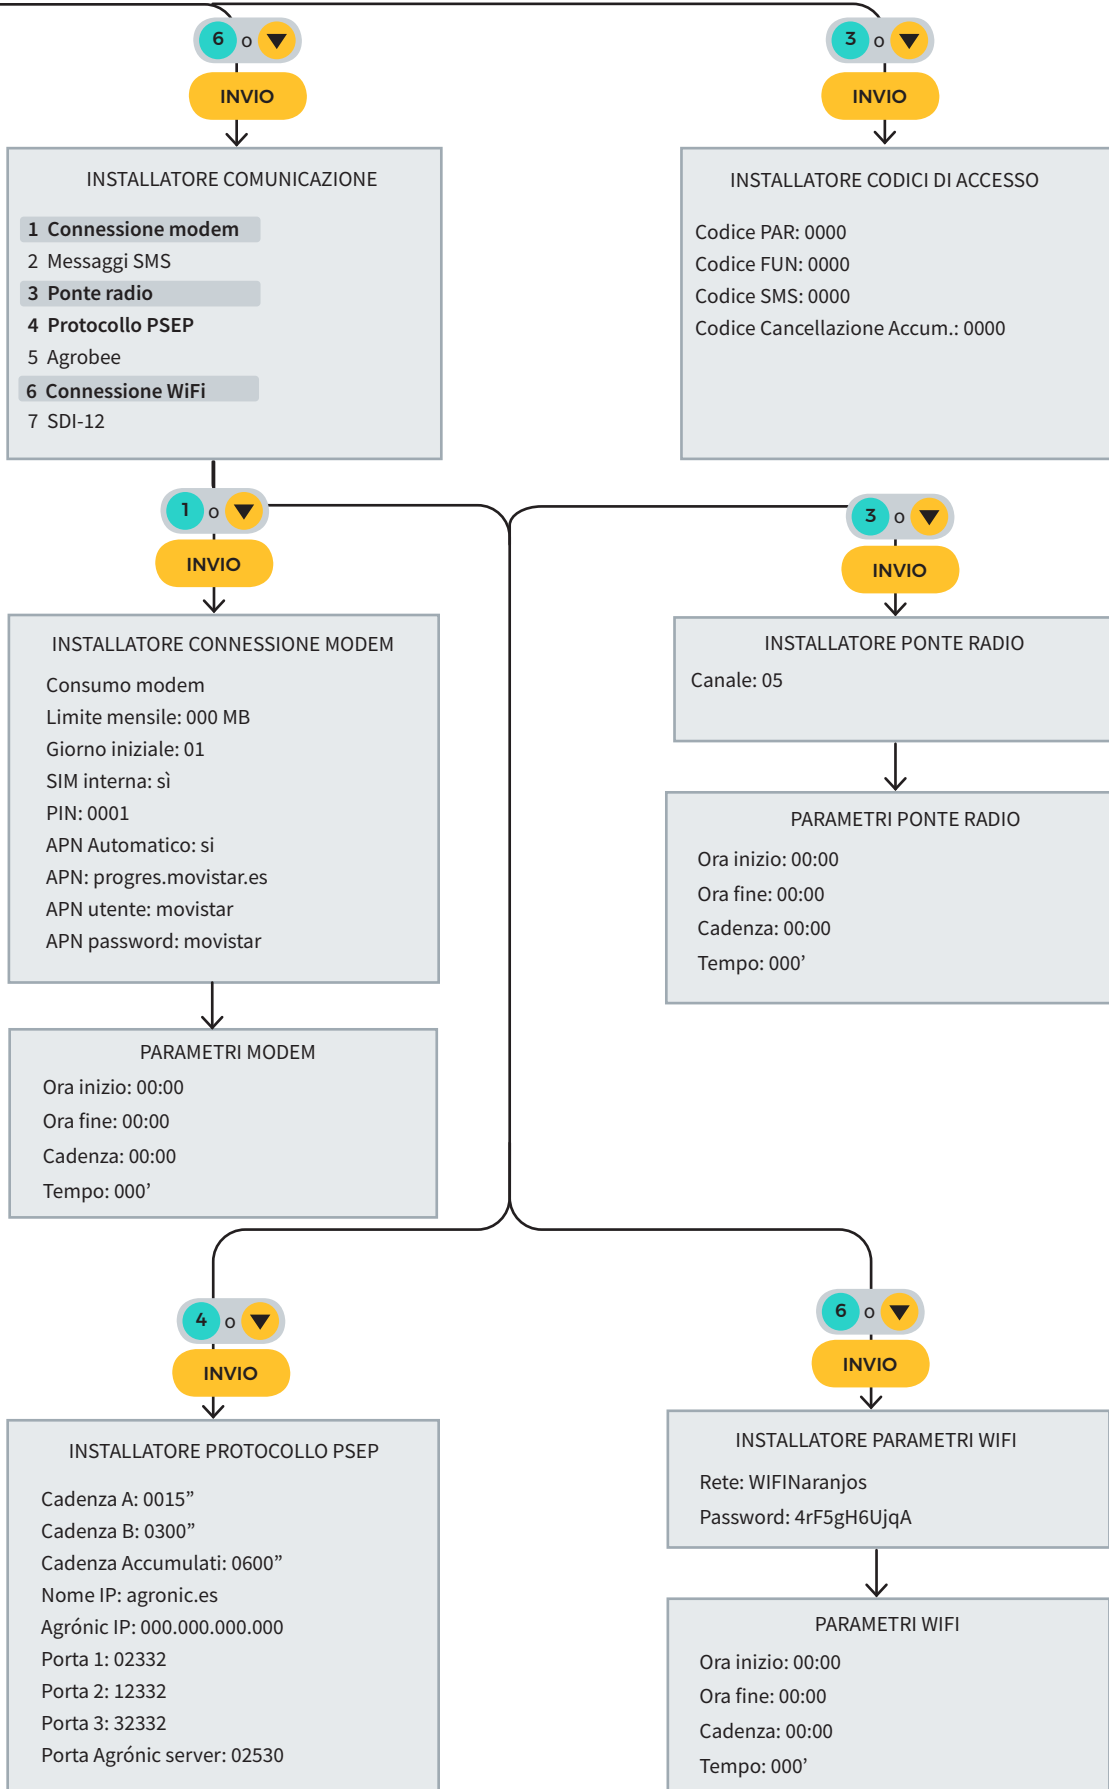 6 o
INVIO
INSTALLATORE COMUNICAZIONE
1 Connessione modem
2 Messaggi SMS
3 Ponte radio
4 Protocollo PSEP
5 Agrobee
6 Connessione WiFi
7 SDI-12
3 o
INVIO
INSTALLATORE CODICI DI ACCESSO
Codice PAR: 0000
Codice FUN: 0000
Codice SMS: 0000
Codice Cancellazione Accum.: 0000
1 o
INVIO
INSTALLATORE CONNESSIONE MODEM
Consumo modem
Limite mensile: 000 MB
Giorno iniziale: 01
SIM interna: sì
PIN: 0001
APN Automatico: si
APN: progres.movistar.es
APN utente: movistar
APN password: movistar
PARAMETRI MODEM
Ora inizio: 00:00
Ora fine: 00:00
Cadenza: 00:00
Tempo: 000’
3 o
INVIO
INSTALLATORE PONTE RADIO
Canale: 05
PARAMETRI PONTE RADIO
Ora inizio: 00:00
Ora fine: 00:00
Cadenza: 00:00
Tempo: 000’
4 o
INVIO
INSTALLATORE PROTOCOLLO PSEP
Cadenza A: 0015”
Cadenza B: 0300”
Cadenza Accumulati: 0600”
Nome IP: agronic.es
Agrónic IP: 000.000.000.000
Porta 1: 02332
Porta 2: 12332
Porta 3: 32332
Porta Agrónic server: 02530
6 o
INVIO
INSTALLATORE PARAMETRI WIFI
Rete: WIFINaranjos
Password: 4rF5gH6UjqA
PARAMETRI WIFI
Ora inizio: 00:00
Ora fine: 00:00
Cadenza: 00:00
Tempo: 000’